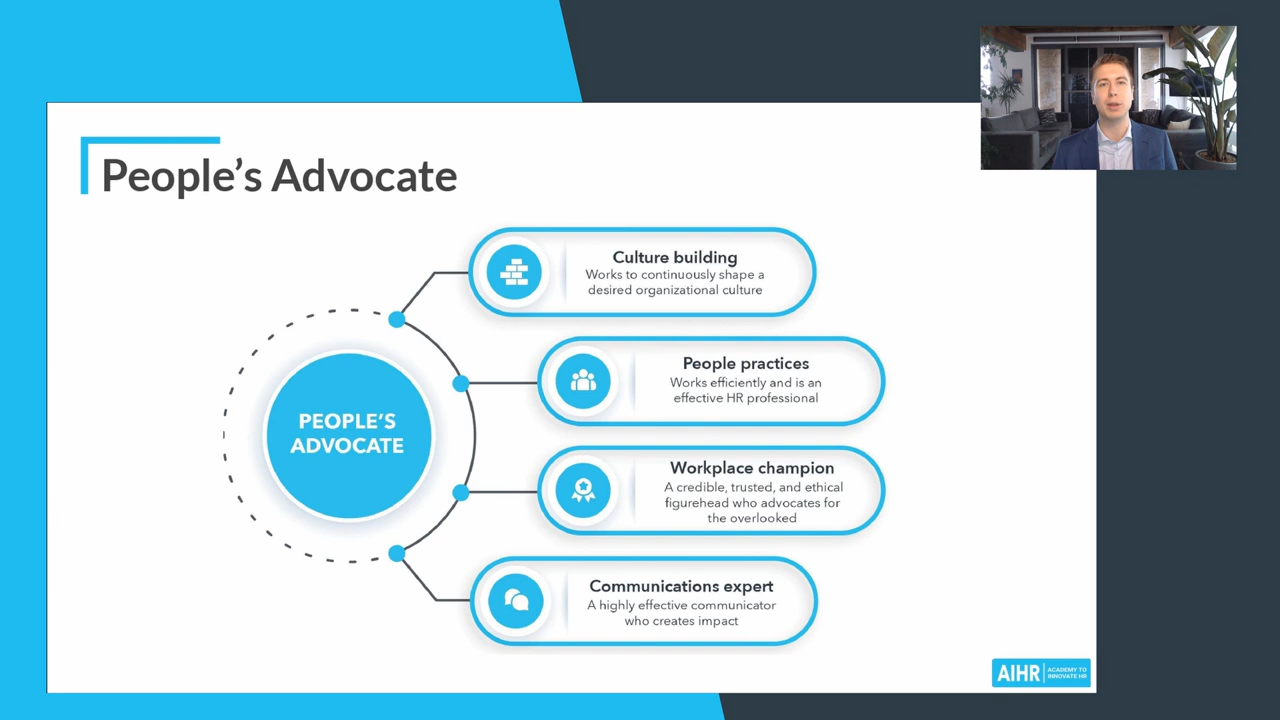 People's Advocate
PEOPLE'S
ADVOCATE
Culture building
Works to continuously shape a
desired organizational culture
People practices
Works efficiently and is an
effective HR professional
Workplace champion
A credible, trusted, and ethical
figurehead who advocates for
the overlooked
Communications expert
A highly effective communicator
who creates impact
AIHR
ACADEMY TO
INNOVATE HR